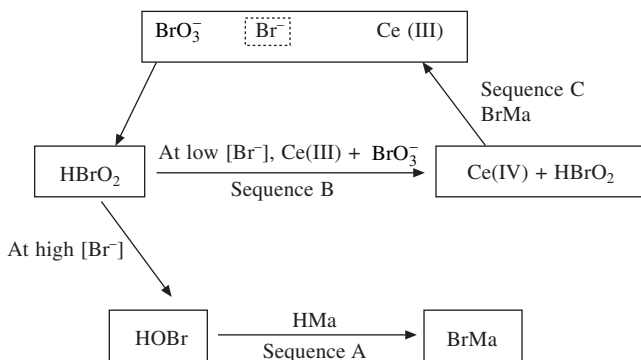 BrO₃⁻ Br⁻ Ce (III)
Sequence C
BrMa
At low [Br⁻], Ce(III) + BrO₃⁻
HBrO₂
Sequence B
Ce(IV) + HBrO₂
At high [Br⁻]
HMa
HOBr
BrMa
Sequence A